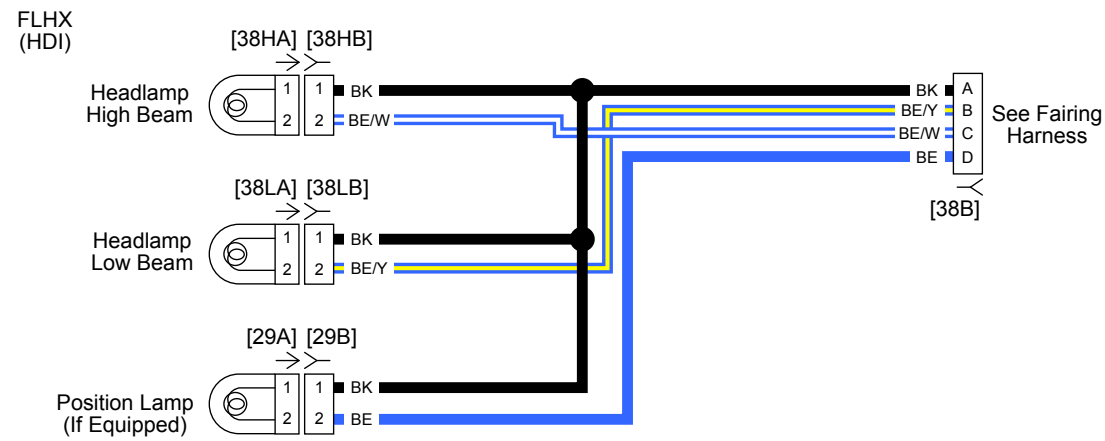 FLHX
(HDI)
[38HA] [38HB]
Headlamp
High Beam
1 1 BK
2 2 BE/W
BK A
BE/Y B
BE/W C
BE D
See Fairing
Harness
[38B]
[38LA] [38LB]
Headlamp
Low Beam
1 1 BK
2 2 BE/Y
[29A] [29B]
Position Lamp
(If Equipped)
1 1 BK
2 2 BE